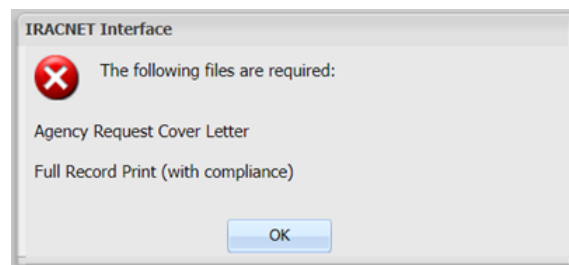 IRACNET Interface
The following files are required:
Agency Request Cover Letter
Full Record Print (with compliance)
OK